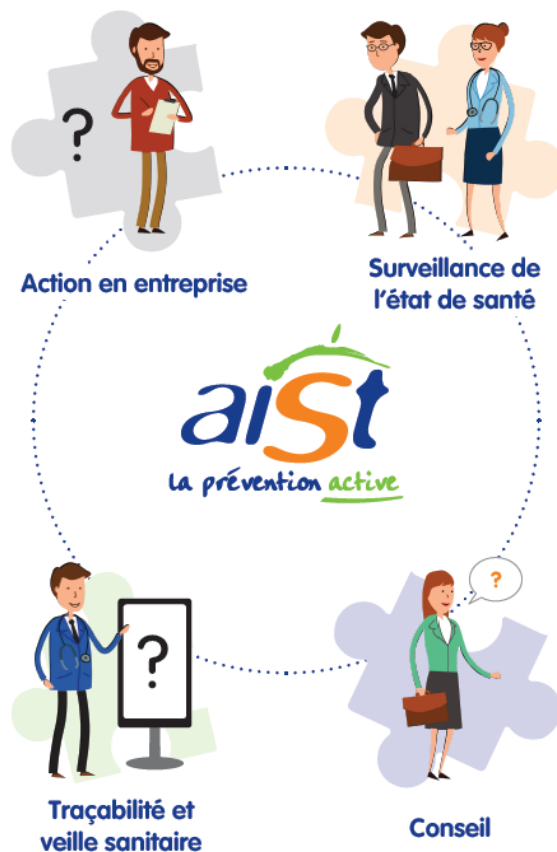 ?
Action en entreprise
Surveillance de
l'état de santé
aist
la prévention active
?
Traçabilité et
veille sanitaire
?
Conseil